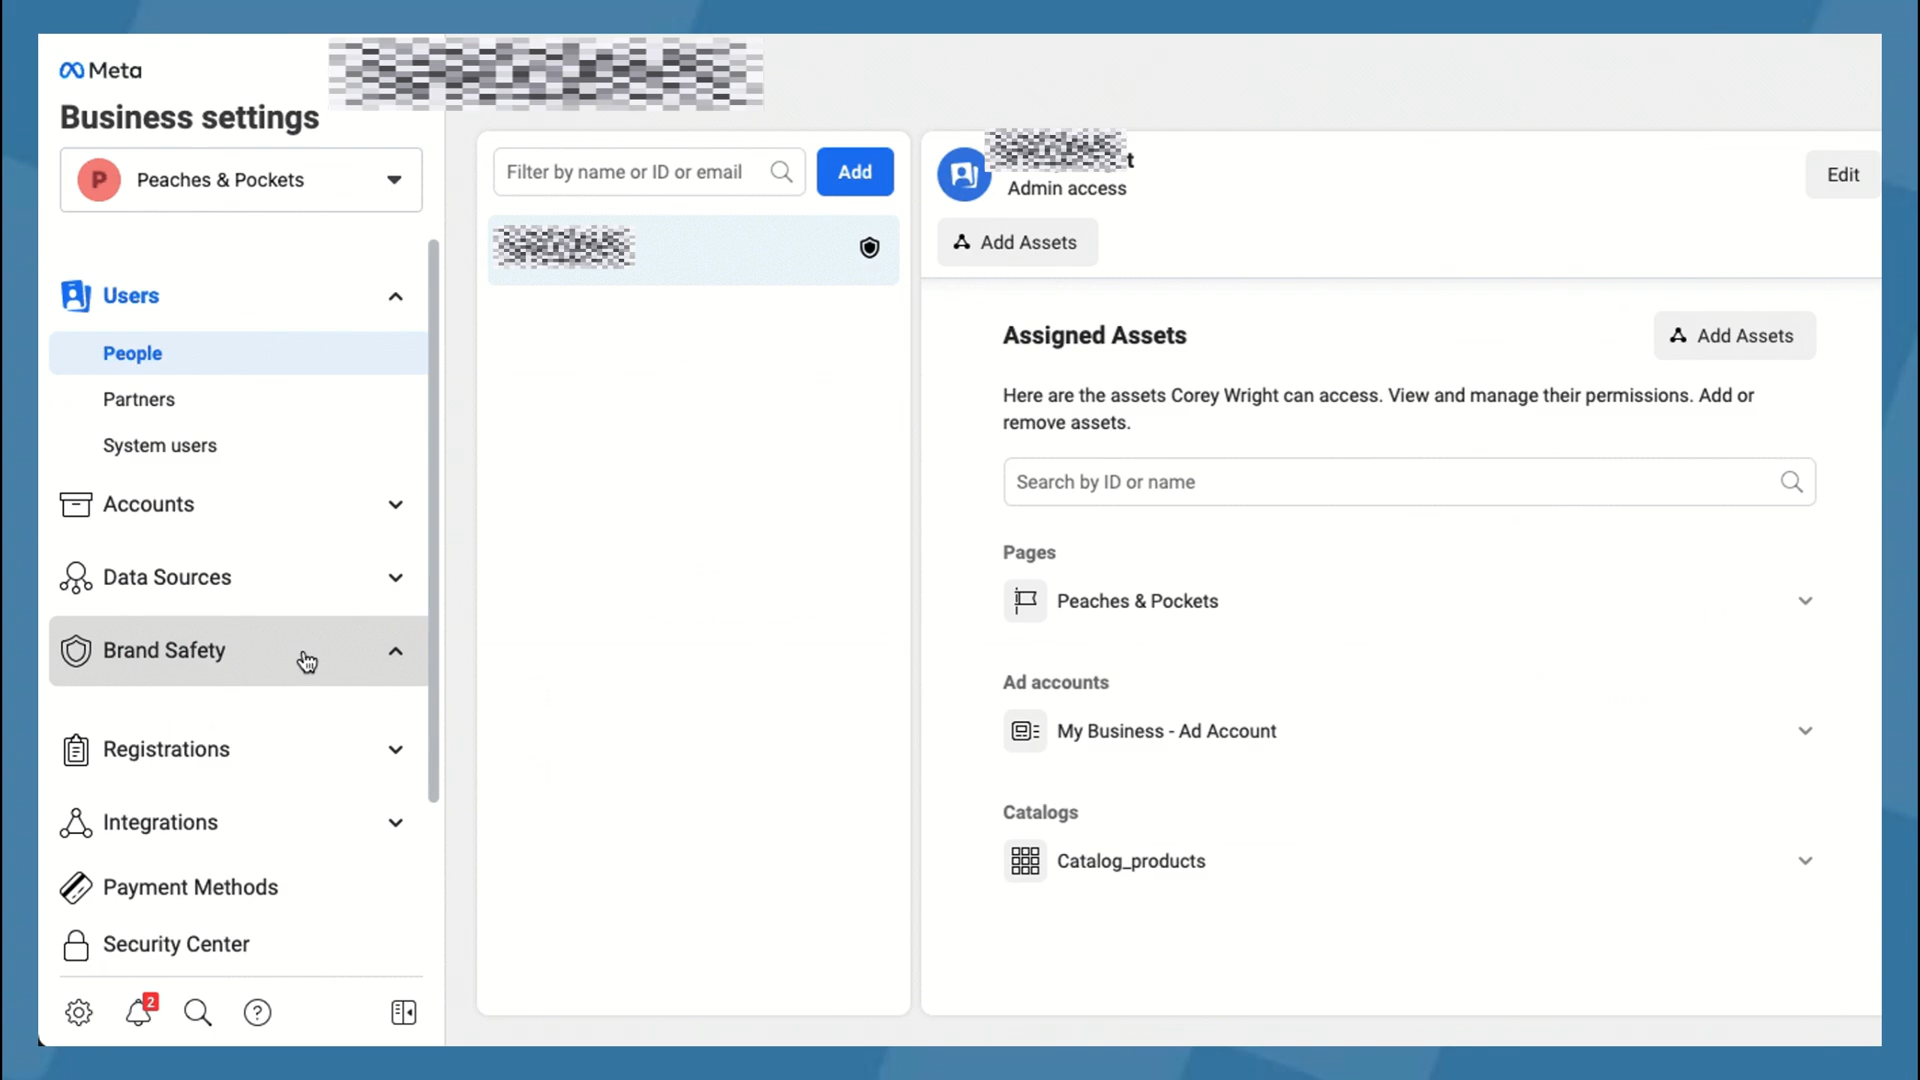 Meta
Business settings
P
Peaches & Pockets
Users
People
Partners
System users
Accounts
Data Sources
Brand Safety
Registrations
Integrations
Payment Methods
Security Center
2
?
Filter by name or ID or email
Add
t
Admin access
Edit
Add Assets
Assigned Assets
Add Assets
Here are the assets Corey Wright can access. View and manage their permissions. Add or
remove assets.
Search by ID or name
Pages
Peaches & Pockets
Ad accounts
My Business - Ad Account
Catalogs
Catalog_products